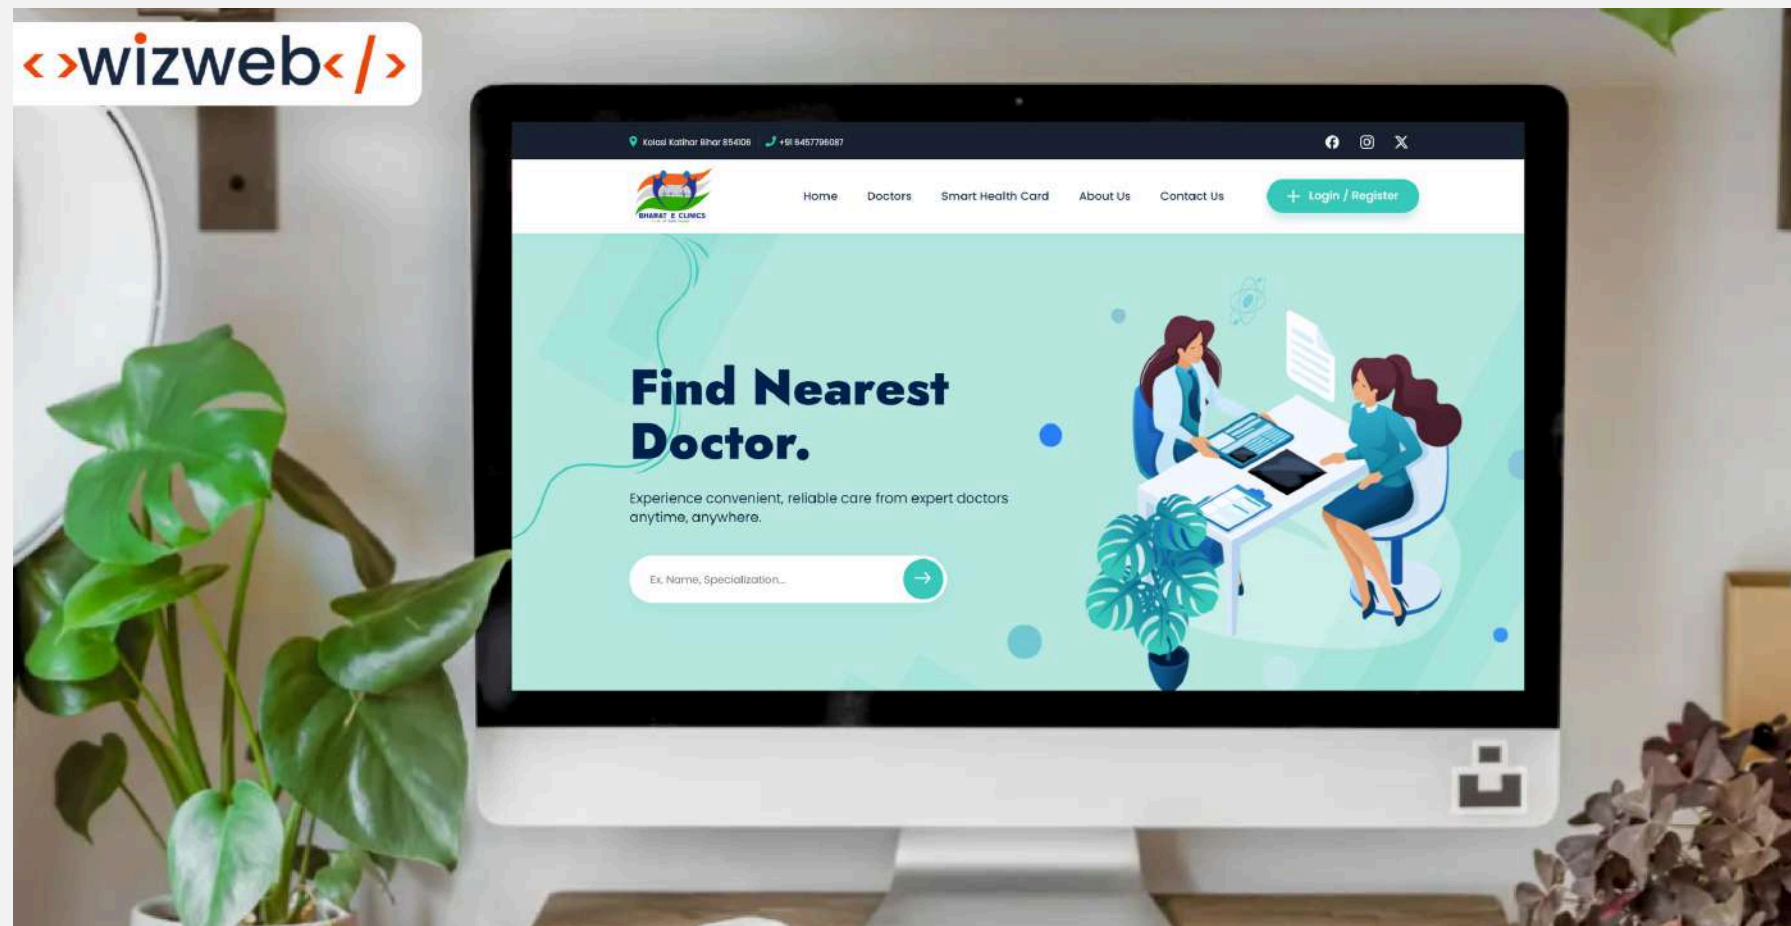 <>wizweb</>
Kolasi Katihar Bihar 854106 +91 6457796087
BHARAT E CLINICS
Home Doctors Smart Health Card About Us Contact Us + Login / Register
Find Nearest
Doctor.
Experience convenient, reliable care from expert doctors
anytime, anywhere.
Ex. Name, Specialization...